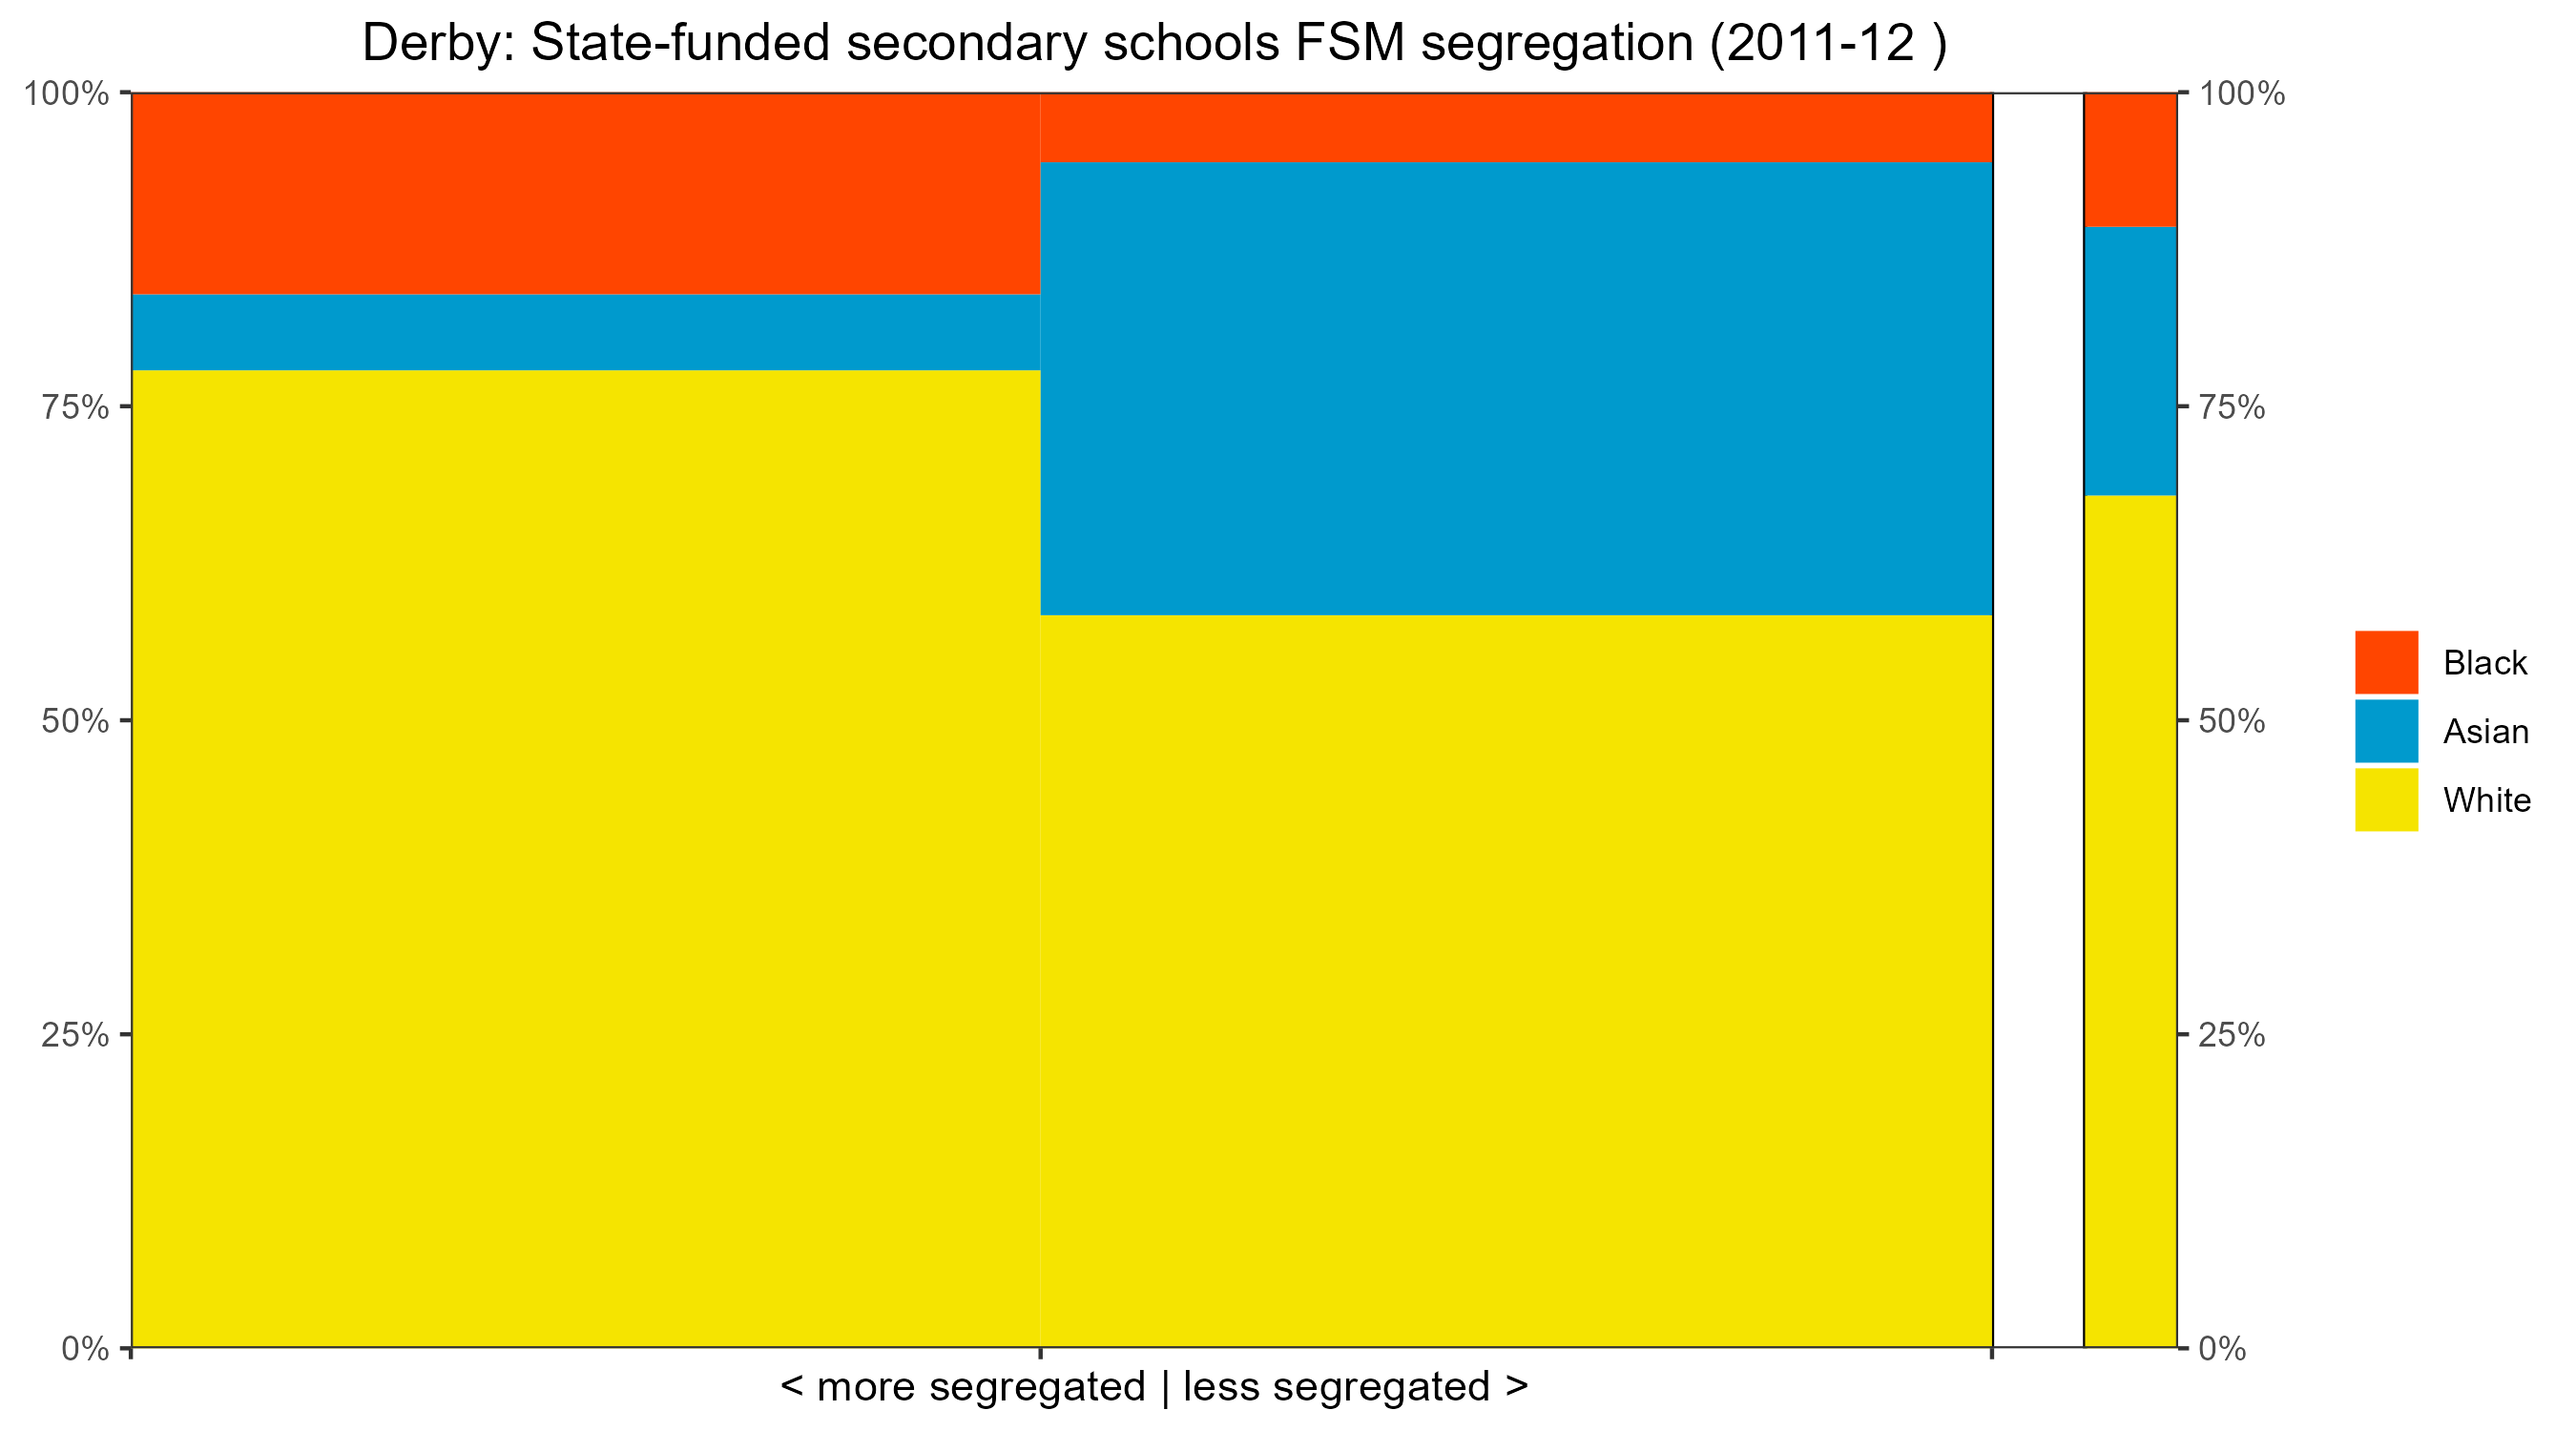 Derby: State-funded secondary schools FSM segregation (2011-12 )
100%
75%
50%
25%
0%
100%
75%
50%
25%
0%
Black
Asian
White
< more segregated | less segregated >